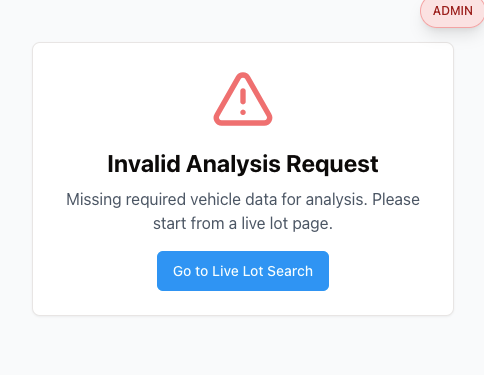 ADMIN
Invalid Analysis Request
Missing required vehicle data for analysis. Please
start from a live lot page.
Go to Live Lot Search